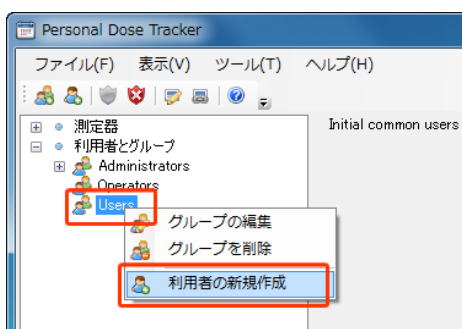 Personal Dose Tracker
ファイル(F) 表示(V) ツール(T) ヘルプ(H)
測定器
利用者とグループ
Administrators
Operators
Users
Initial common users
グループの編集
グループを削除
利用者の新規作成